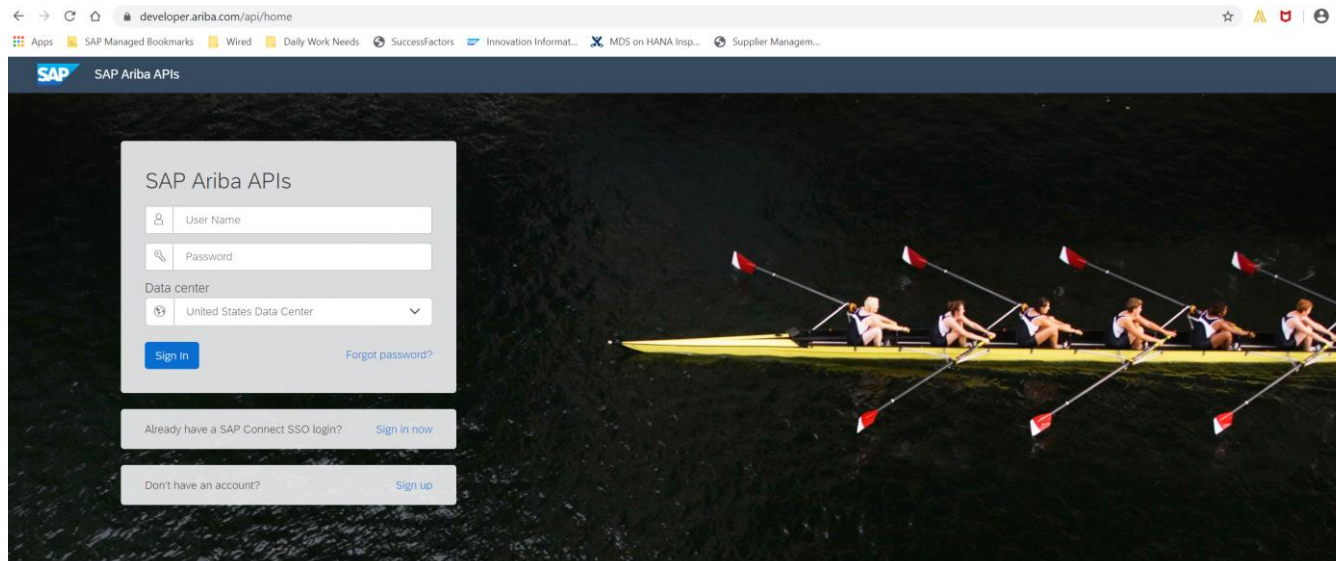 developer.ariba.com/api/home
Apps SAP Managed Bookmarks Wired Daily Work Needs SuccessFactors Innovation Informat... MDS on HANA Insp... Supplier Managem...
SAP SAP Ariba APIs
SAP Ariba APIs
User Name
Password
Data center
United States Data Center
Sign In Forgot password?
Already have a SAP Connect SSO login? Sign in now
Don't have an account? Sign up